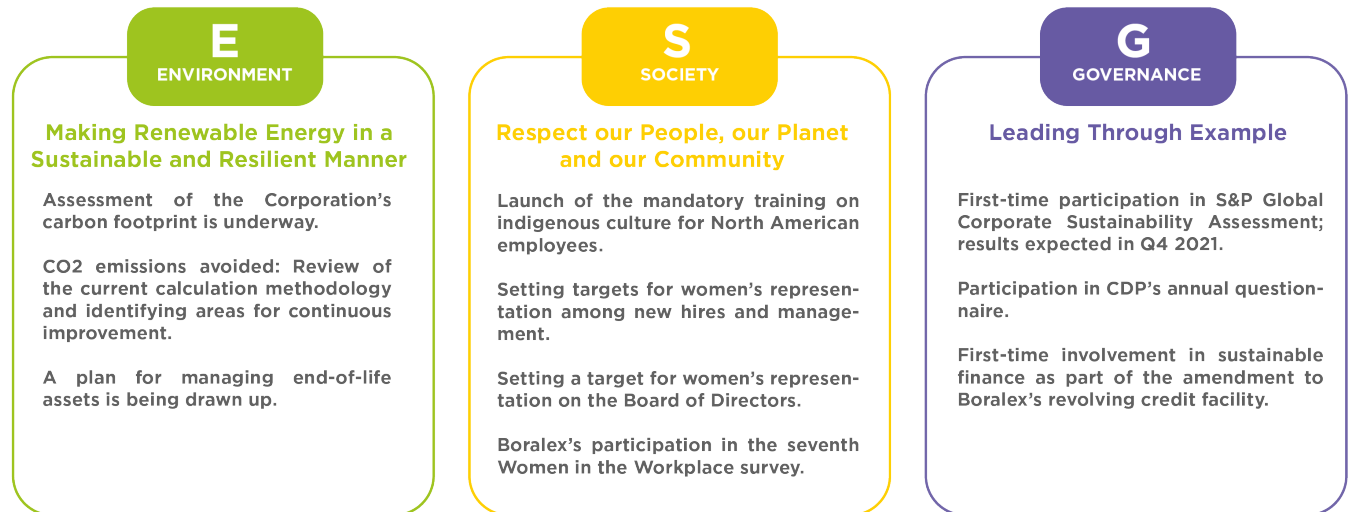 E
ENVIRONMENT
Making Renewable Energy in a
Sustainable and Resilient Manner
Assessment of the Corporation's
carbon footprint is underway.
CO2 emissions avoided: Review of
the current calculation methodology
and identifying areas for continuous
improvement.
A plan for managing end-of-life
assets is being drawn up.
S
SOCIETY
Respect our People, our Planet
and our Community
Launch of the mandatory training on
indigenous culture for North American
employees.
Setting targets for women's represen-
tation among new hires and manage-
ment.
Setting a target for women's represen-
tation on the Board of Directors.
Boralex's participation in the seventh
Women in the Workplace survey.
G
GOVERNANCE
Leading Through Example
First-time participation in S&P Global
Corporate Sustainability Assessment;
results expected in Q4 2021.
Participation in CDP's annual question-
naire.
First-time involvement in sustainable
finance as part of the amendment to
Boralex's revolving credit facility.